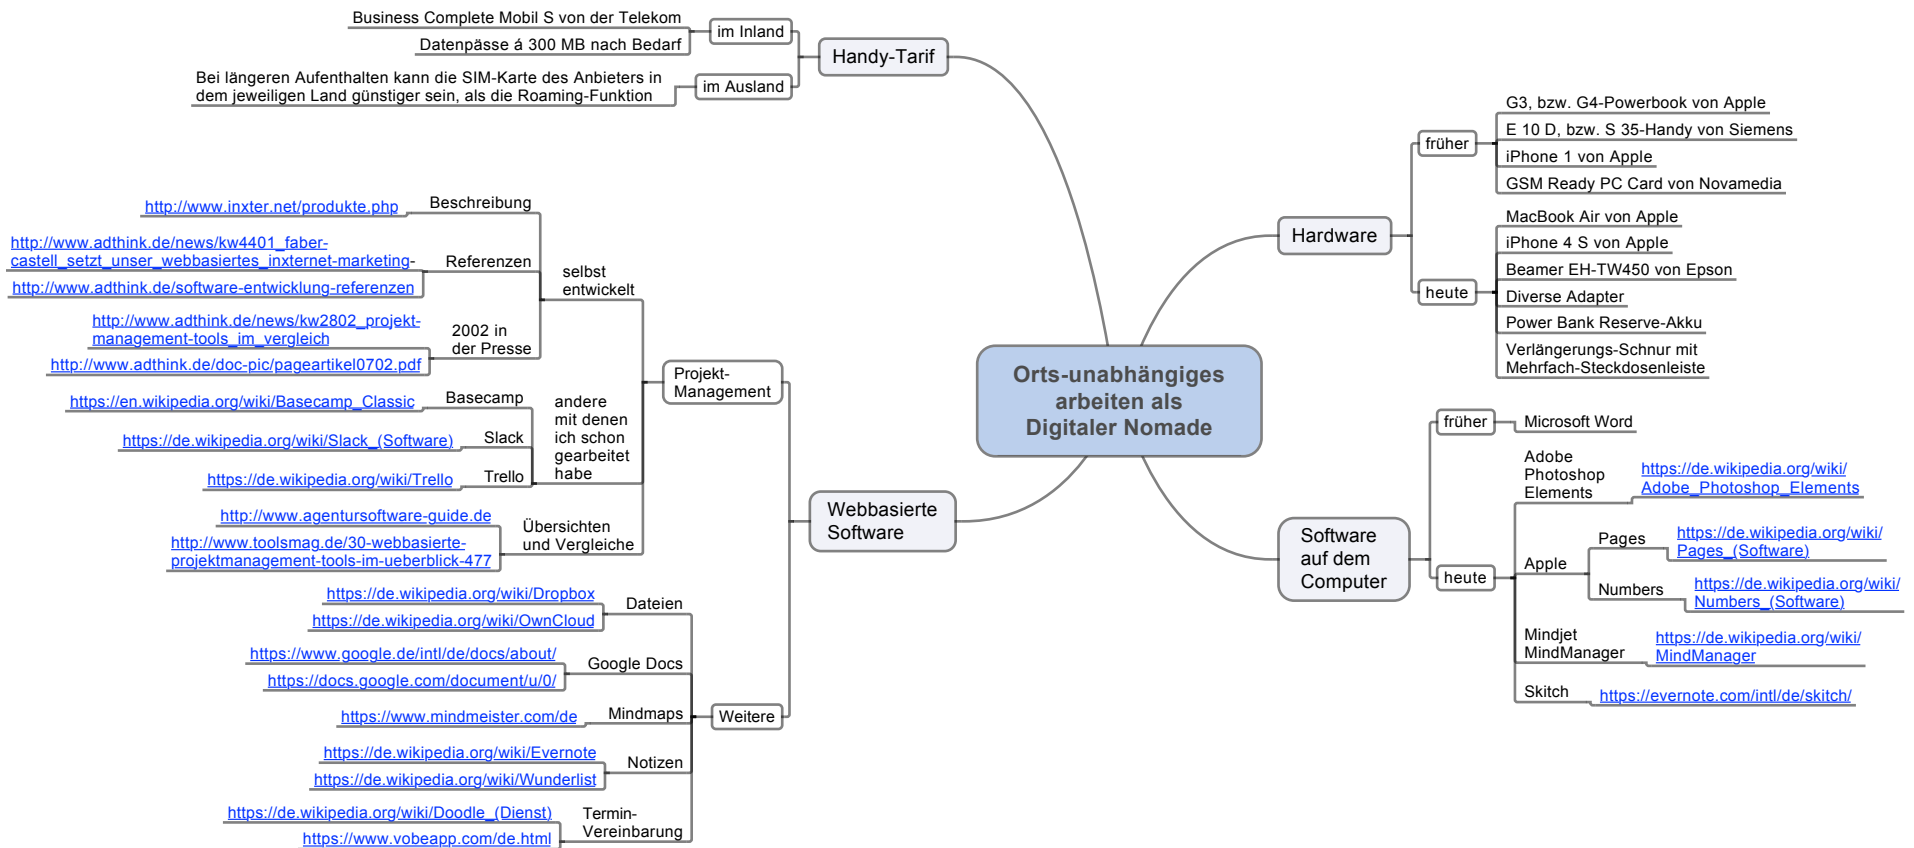 Orts-unabhängiges
arbeiten als
Digitaler Nomade
Handy-Tarif
im Inland
Business Complete Mobil S von der Telekom
Datenpässe á 300 MB nach Bedarf
im Ausland
Bei längeren Aufenthalten kann die SIM-Karte des Anbieters in
dem jeweiligen Land günstiger sein, als die Roaming-Funktion
Hardware
früher
G3, bzw. G4-Powerbook von Apple
E 10 D, bzw. S 35-Handy von Siemens
iPhone 1 von Apple
GSM Ready PC Card von Novamedia
heute
MacBook Air von Apple
iPhone 4 S von Apple
Beamer EH-TW450 von Epson
Diverse Adapter
Power Bank Reserve-Akku
Verlängerungs-Schnur mit
Mehrfach-Steckdosenleiste
Software
auf dem
Computer
früher
Microsoft Word
heute
Adobe
Photoshop
Elements
https://de.wikipedia.org/wiki/
Adobe_Photoshop_Elements
Apple
Pages
https://de.wikipedia.org/wiki/
Pages_(Software)
Numbers
https://de.wikipedia.org/wiki/
Numbers_(Software)
Mindjet
MindManager
https://de.wikipedia.org/wiki/
MindManager
Skitch
https://evernote.com/intl/de/skitch/
Webbasierte
Software
Projekt-
Management
selbst
entwickelt
Beschreibung
http://www.inxter.net/produkte.php
Referenzen
http://www.adthink.de/news/kw4401_faber-
castell_setzt_unser_webbasiertes_inxternet-marketing-
http://www.adthink.de/software-entwicklung-referenzen
2002 in
der Presse
http://www.adthink.de/news/kw2802_projekt-
management-tools_im_vergleich
http://www.adthink.de/doc-pic/pageartikel0702.pdf
andere
mit denen
ich schon
gearbeitet
habe
Basecamp
https://en.wikipedia.org/wiki/Basecamp_Classic
Slack
https://de.wikipedia.org/wiki/Slack_(Software)
Trello
https://de.wikipedia.org/wiki/Trello
Übersichten
und Vergleiche
http://www.agentursoftware-guide.de
http://www.toolsmag.de/30-webbasierte-
projektmanagement-tools-im-ueberblick-477
Weitere
Dateien
https://de.wikipedia.org/wiki/Dropbox
https://de.wikipedia.org/wiki/OwnCloud
Google Docs
https://www.google.de/intl/de/docs/about/
https://docs.google.com/document/u/0/
Mindmaps
https://www.mindmeister.com/de
Notizen
https://de.wikipedia.org/wiki/Evernote
https://de.wikipedia.org/wiki/Wunderlist
Termin-
Vereinbarung
https://de.wikipedia.org/wiki/Doodle_(Dienst)
https://www.vobeapp.com/de.html